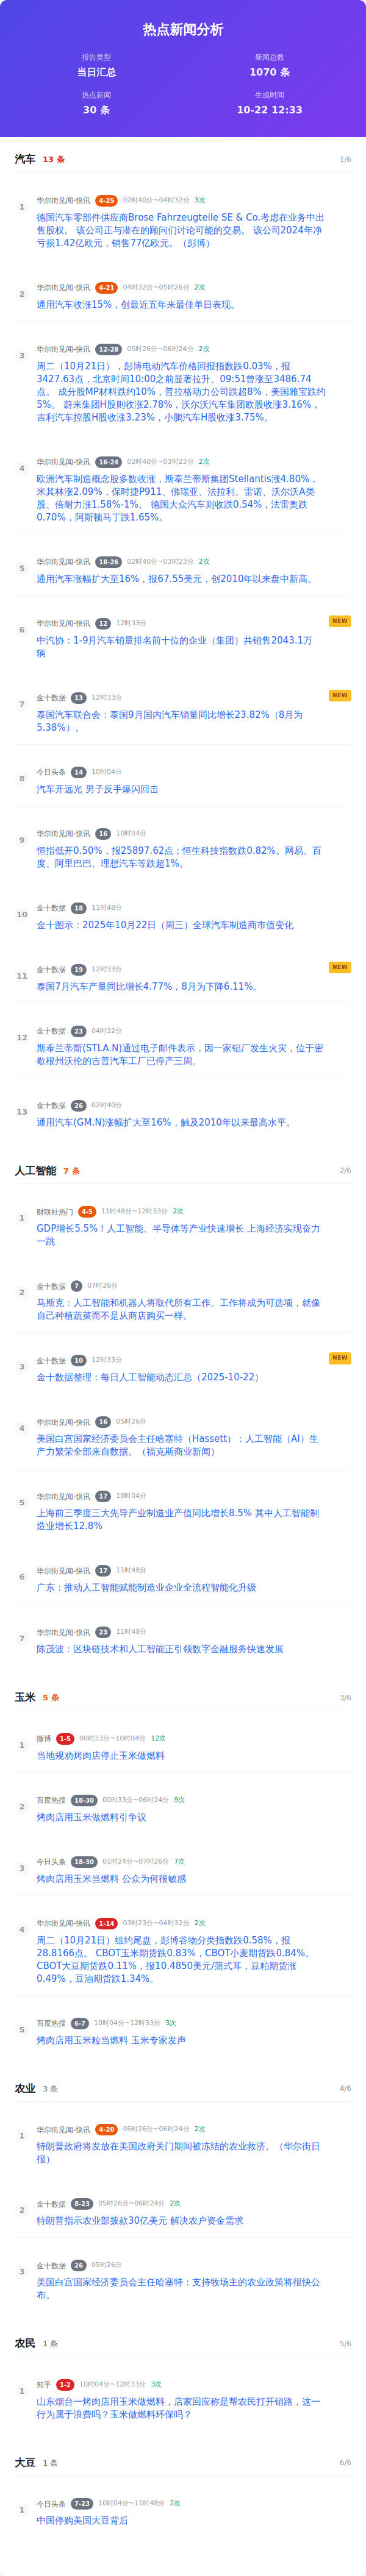 热点新闻分析
报告类型
当日汇总
新闻总数
1070 条
热点新闻
30 条
生成时间
10-22 12:33
汽车 13 条 1/6
1 华尔街见闻-快讯 4-25 02时40分~04时32分 3次
德国汽车零部件供应商Brose Fahrzeugteile SE & Co.考虑在业务中出
售股权。 该公司正与潜在的顾问们讨论可能的交易。 该公司2024年净
亏损1.42亿欧元，销售77亿欧元。（彭博）
2 华尔街见闻-快讯 4-21 04时32分~05时26分 2次
通用汽车收涨15%，创最近五年来最佳单日表现。
3 华尔街见闻-快讯 12-28 05时26分~06时24分 2次
周二（10月21日），彭博电动汽车价格回报指数跌0.03%，报
3427.63点，北京时间10:00之前显著拉升、09:51曾涨至3486.74
点。 成分股MP材料跌约10%，普拉格动力公司跌超8%，美国雅宝跌约
5%。 蔚来集团H股则收涨2.78%，沃尔沃汽车集团欧股收涨3.16%，
吉利汽车控股H股收涨3.23%，小鹏汽车H股收涨3.75%。
4 华尔街见闻-快讯 16-24 02时40分~03时23分 2次
欧洲汽车制造概念股多数收涨，斯泰兰蒂斯集团Stellantis涨4.80%，
米其林涨2.09%，保时捷P911、佛瑞亚、法拉利、雷诺、沃尔沃A类
股、倍耐力涨1.58%-1%。 德国大众汽车则收跌0.54%，法雷奥跌
0.70%，阿斯顿马丁跌1.65%。
5 华尔街见闻-快讯 18-26 02时40分~03时23分 2次
通用汽车涨幅扩大至16%，报67.55美元，创2010年以来盘中新高。
6 华尔街见闻-快讯 12 12时33分 NEW
中汽协：1-9月汽车销量排名前十位的企业（集团）共销售2043.1万
辆
7 金十数据 13 12时33分 NEW
泰国汽车联合会：泰国9月国内汽车销量同比增长23.82%（8月为
5.38%）。
8 今日头条 14 10时04分
汽车开远光 男子反手爆闪回击
9 华尔街见闻-快讯 16 10时04分
恒指低开0.50%，报25897.62点；恒生科技指数跌0.82%。网易、百
度、阿里巴巴、理想汽车等跌超1%。
10 金十数据 18 11时48分
金十图示：2025年10月22日（周三）全球汽车制造商市值变化
11 金十数据 19 12时33分 NEW
泰国7月汽车产量同比增长4.77%，8月为下降6.11%。
12 金十数据 23 04时32分
斯泰兰蒂斯(STLA.N)通过电子邮件表示，因一家铝厂发生火灾，位于密
歇根州沃伦的吉普汽车工厂已停产三周。
13 金十数据 26 02时40分
通用汽车(GM.N)涨幅扩大至16%，触及2010年以来最高水平。
人工智能 7 条 2/6
1 财联社热门 4-5 11时48分~12时33分 2次
GDP增长5.5%！人工智能、半导体等产业快速增长 上海经济实现奋力
一跳
2 金十数据 7 07时26分
马斯克：人工智能和机器人将取代所有工作。工作将成为可选项，就像
自己种植蔬菜而不是从商店购买一样。
3 金十数据 10 12时33分 NEW
金十数据整理：每日人工智能动态汇总（2025-10-22）
4 华尔街见闻-快讯 16 05时26分
美国白宫国家经济委员会主任哈塞特（Hassett）：人工智能（AI）生
产力繁荣全部来自数据。（福克斯商业新闻）
5 华尔街见闻-快讯 17 10时04分
上海前三季度三大先导产业制造业产值同比增长8.5% 其中人工智能制
造业增长12.8%
6 华尔街见闻-快讯 17 11时48分
广东：推动人工智能赋能制造业企业全流程智能化升级
7 华尔街见闻-快讯 23 11时48分
陈茂波：区块链技术和人工智能正引领数字金融服务快速发展
玉米 5 条 3/6
1 微博 1-5 00时33分~10时04分 12次
当地规劝烤肉店停止玉米做燃料
2 百度热搜 18-30 00时33分~06时24分 9次
烤肉店用玉米做燃料引争议
3 今日头条 18-30 01时24分~07时26分 7次
烤肉店用玉米当燃料 公众为何很敏感
4 华尔街见闻-快讯 1-14 03时23分~04时32分 2次
周二（10月21日）纽约尾盘，彭博谷物分类指数跌0.58%，报
28.8166点。 CBOT玉米期货跌0.83%，CBOT小麦期货跌0.84%。
CBOT大豆期货跌0.11%，报10.4850美元/蒲式耳，豆粕期货涨
0.49%，豆油期货跌1.34%。
5 百度热搜 6-7 10时04分~12时33分 3次
烤肉店用玉米粒当燃料 玉米专家发声
农业 3 条 4/6
1 华尔街见闻-快讯 4-20 05时26分~06时24分 2次
特朗普政府将发放在美国政府关门期间被冻结的农业救济。（华尔街日
报）
2 金十数据 8-23 05时26分~06时24分 2次
特朗普指示农业部拨款30亿美元 解决农户资金需求
3 金十数据 26 05时26分
美国白宫国家经济委员会主任哈塞特：支持牧场主的农业政策将很快公
布。
农民 1 条 5/6
1 知乎 1-2 10时04分~12时33分 3次
山东烟台一烤肉店用玉米做燃料，店家回应称是帮农民打开销路，这一
行为属于浪费吗？玉米做燃料环保吗？
大豆 1 条 6/6
1 今日头条 7-23 10时04分~11时48分 2次
中国停购美国大豆背后